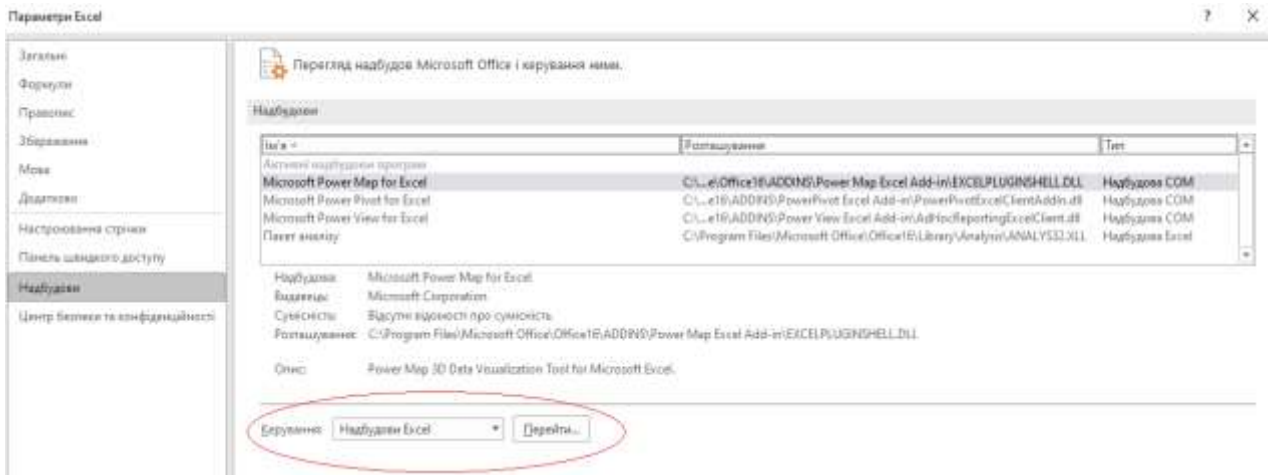 Параметри Excel
? ×
Загальні
Формули
Правопис
Збереження
Мова
Додатково
Настроювання стрічки
Панель швидкого доступу
Надбудови
Центр безпеки та конфіденційності
Перегляд надбудов Microsoft Office і керування ними.
Надбудови
Ім'я Розташування Тип
Активні надбудови програми
Microsoft Power Map for Excel C:\...e\Office16\ADDINS\Power Map Excel Add-in\EXCELPLUGINSHELL.DLL Надбудова COM
Microsoft Power Pivot for Excel C:\...e16\ADDINS\PowerPivot Excel Add-in\PowerPivotExcelClientAddIn.dll Надбудова COM
Microsoft Power View for Excel C:\...e16\ADDINS\Power View Excel Add-in\AdHocReportingExcelClient.dll Надбудова COM
Пакет аналізу C:\Program Files\Microsoft Office\Office16\Library\Analysis\ANALYS32.XLL Надбудова Excel
Надбудова: Microsoft Power Map for Excel
Видавець: Microsoft Corporation
Сумісність: Відсутні відомості про сумісність
Розташування: C:\Program Files\Microsoft Office\Office16\ADDINS\Power Map Excel Add-in\EXCELPLUGINSHELL.DLL
Опис: Power Map 3D Data Visualization Tool for Microsoft Excel.
Керування: Надбудови Excel Перейти...